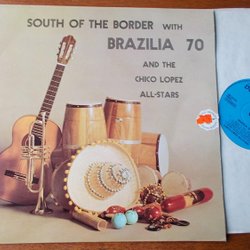 SOUTH OF THE BORDER WITH
BRAZILIA 70
AND THE
CHICO LOPEZ
ALL-STARS